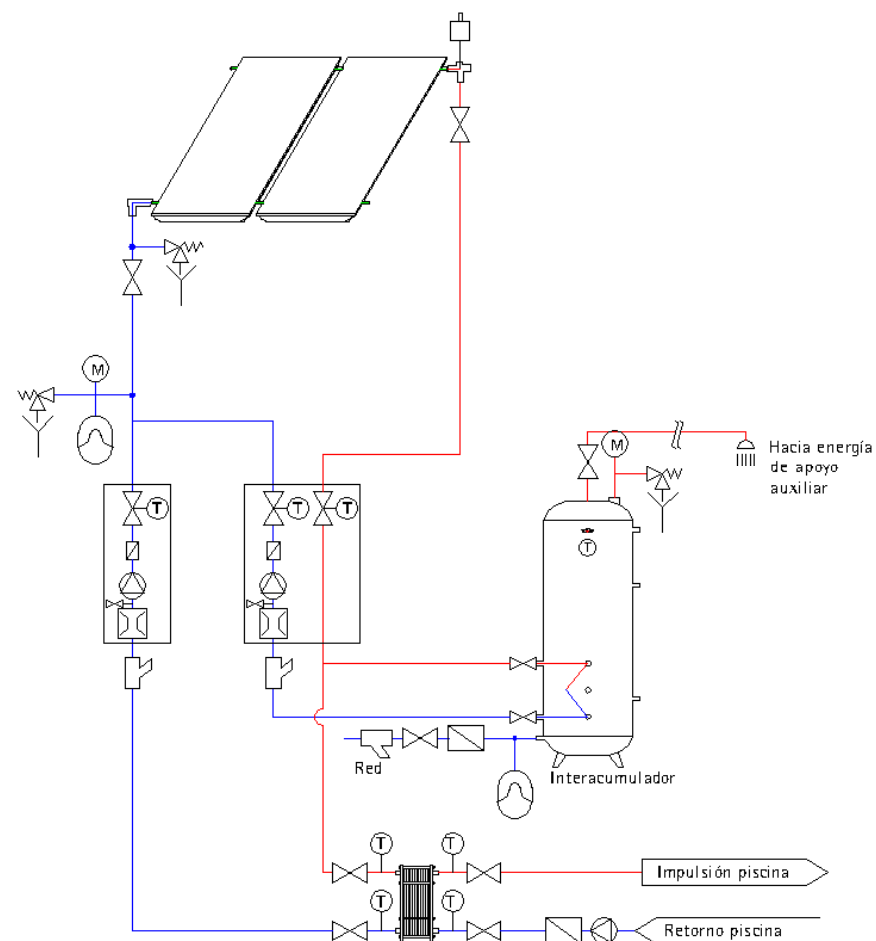 M
M
Hacia energía
de apoyo
auxiliar
T
T
T
T
Red
Interacumulador
T
T
Impulsión piscina
T
T
Retorno piscina